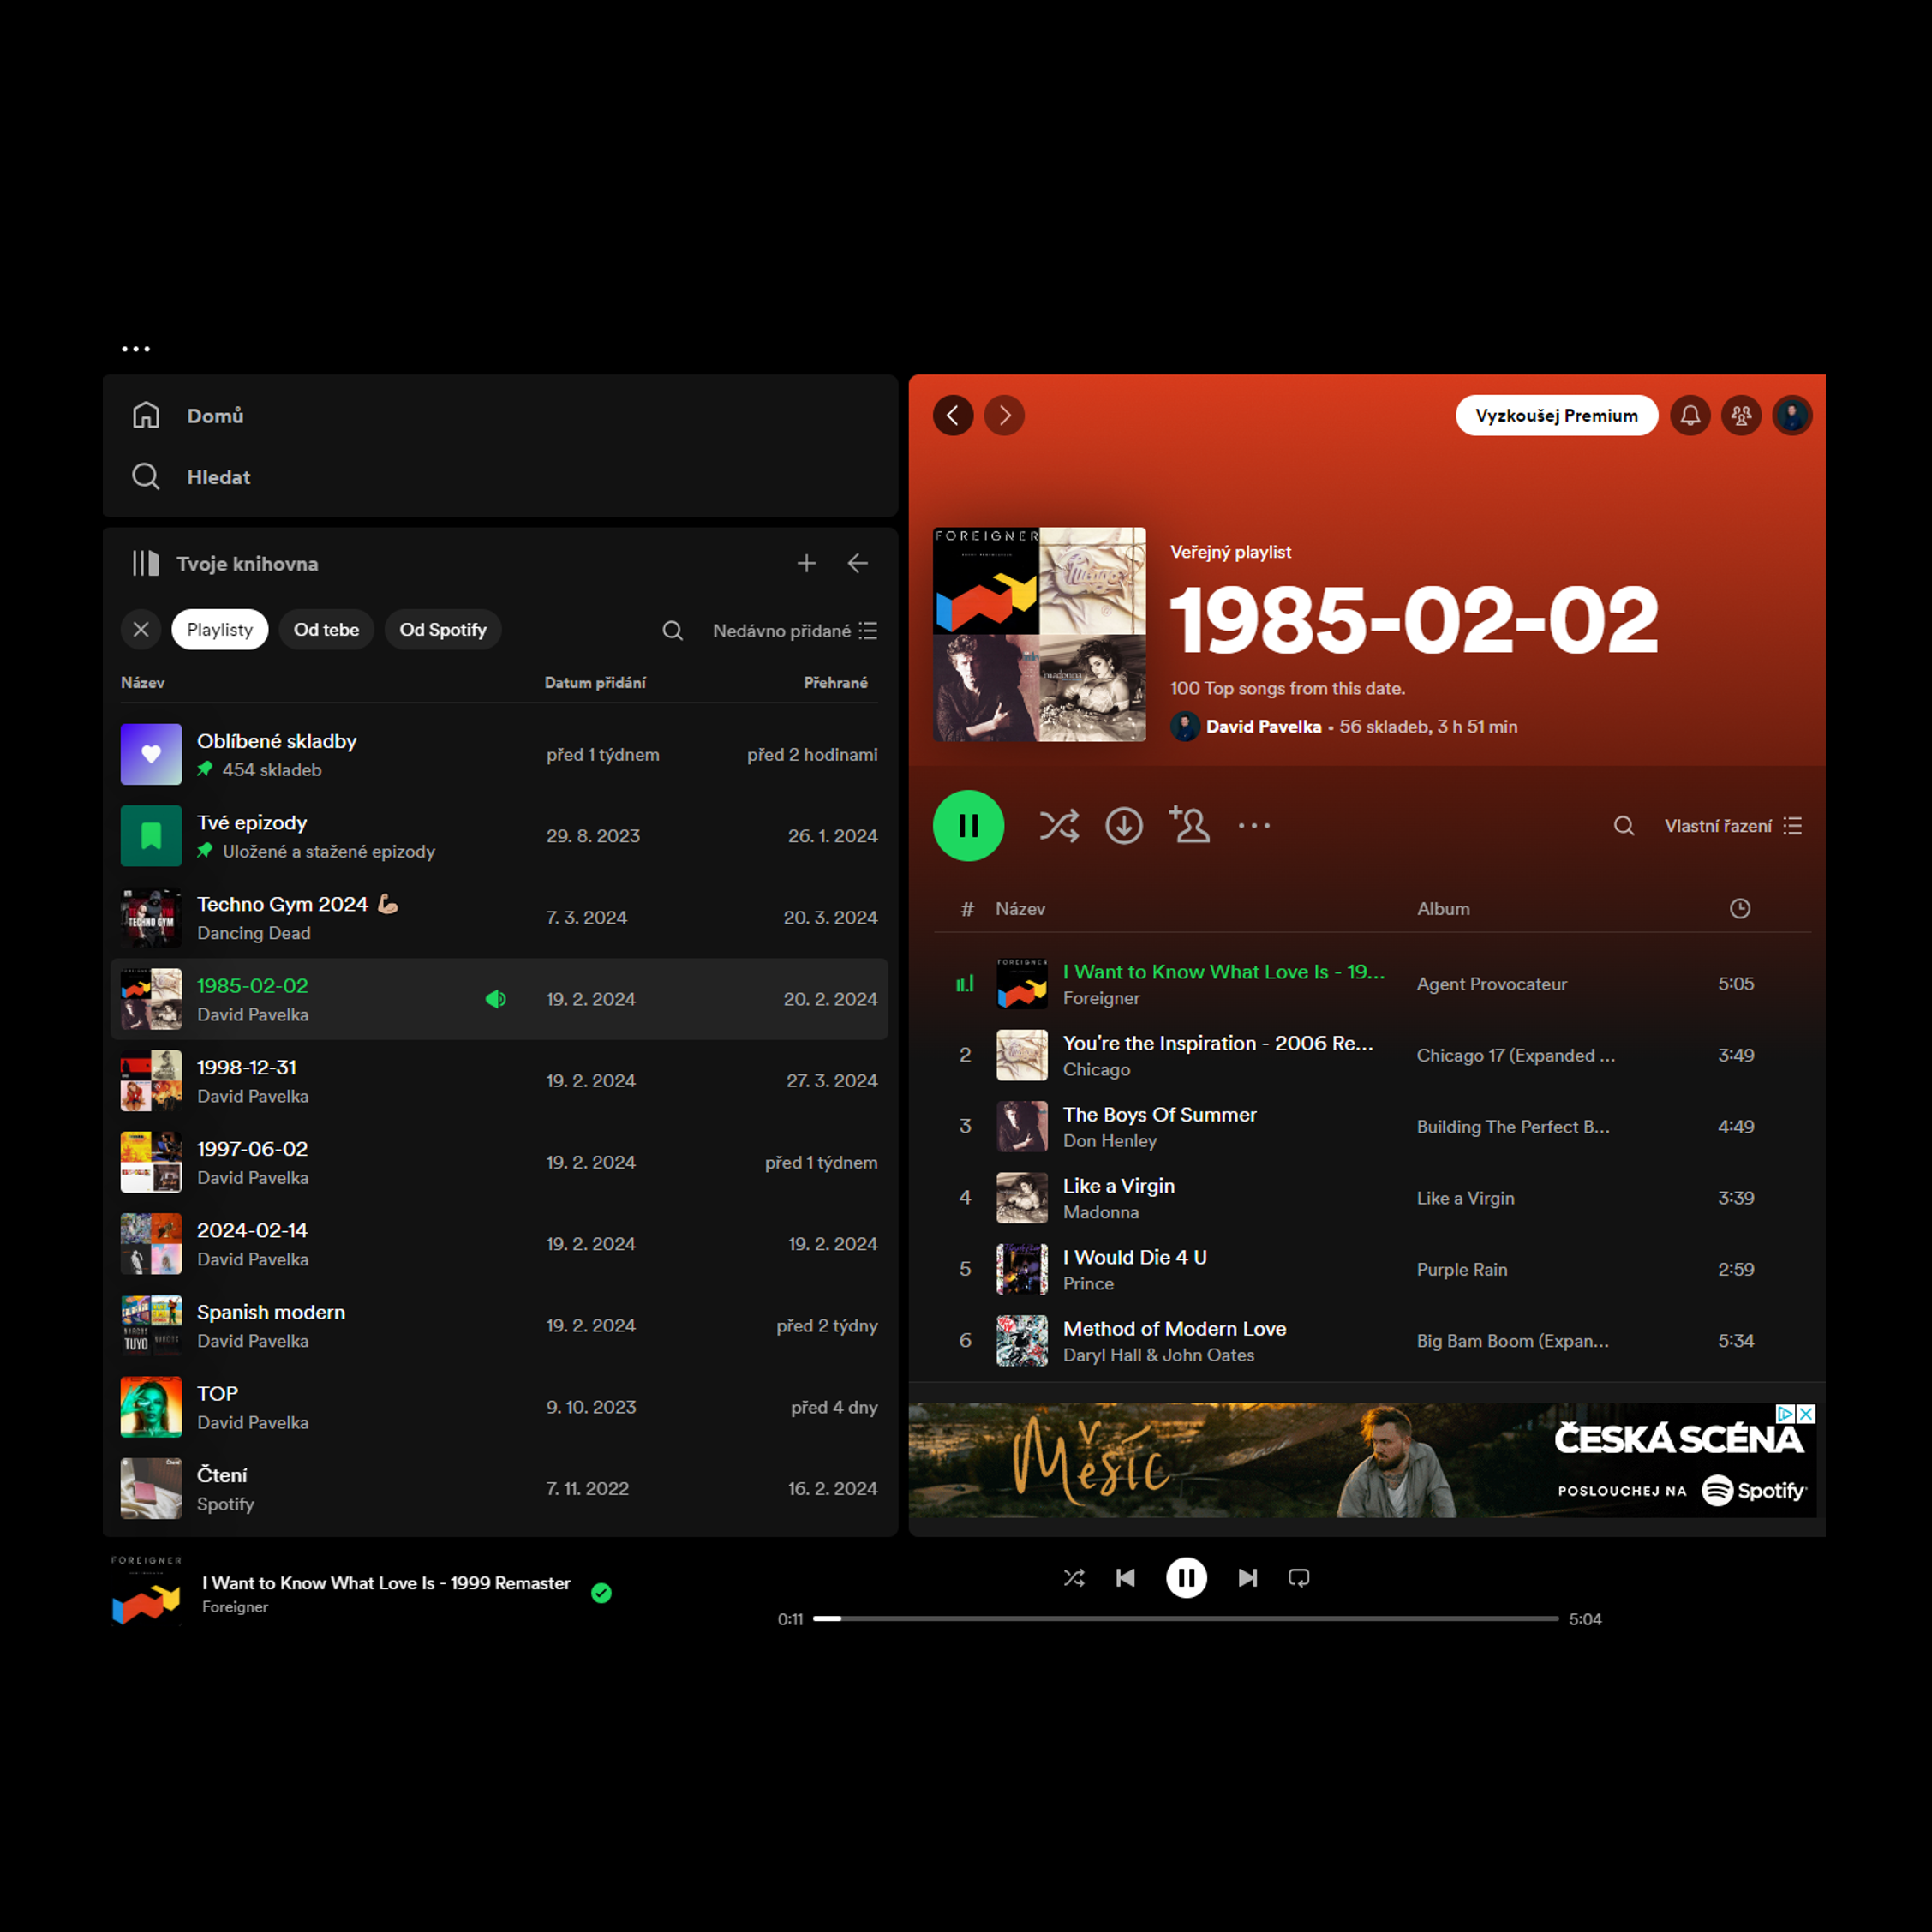 Domů
Hledat
Tvoje knihovna
Playlisty Od tebe Od Spotify Nedávno přidané
Název Datum přidání Přehrané
Oblíbené skladby
454 skladeb
před 1 týdnem před 2 hodinami
Tvé epizody
Uložené a stažené epizody
29. 8. 2023 26. 1. 2024
TECHNO GYM
Techno Gym 2024 💪🏼
Dancing Dead
7. 3. 2024 20. 3. 2024
1985-02-02
David Pavelka
19. 2. 2024 20. 2. 2024
1998-12-31
David Pavelka
19. 2. 2024 27. 3. 2024
1997-06-02
David Pavelka
19. 2. 2024 před 1 týdnem
2024-02-14
David Pavelka
19. 2. 2024 19. 2. 2024
TUYO
Spanish modern
David Pavelka
19. 2. 2024 před 2 týdny
TOP
David Pavelka
9. 10. 2023 před 4 dny
Čtení
Spotify
7. 11. 2022 16. 2. 2024
Vyzkoušej Premium
FOREIGNER
Chicago
madonna
Veřejný playlist
1985-02-02
100 Top songs from this date.
David Pavelka • 56 skladeb, 3 h 51 min
Vlastní řazení
# Název Album
FOREIGNER
I Want to Know What Love Is - 19...
Foreigner
Agent Provocateur 5:05
2
You're the Inspiration - 2006 Re...
Chicago
Chicago 17 (Expanded ... 3:49
3
The Boys Of Summer
Don Henley
Building The Perfect B... 4:49
4
Like a Virgin
Madonna
Like a Virgin 3:39
5
I Would Die 4 U
Prince
Purple Rain 2:59
6
Method of Modern Love
Daryl Hall & John Oates
Big Bam Boom (Expan... 5:34
Měsíc
ČESKÁ SCÉNA
POSLOUCHEJ NA Spotify
FOREIGNER
I Want to Know What Love Is - 1999 Remaster
Foreigner
0:11 5:04